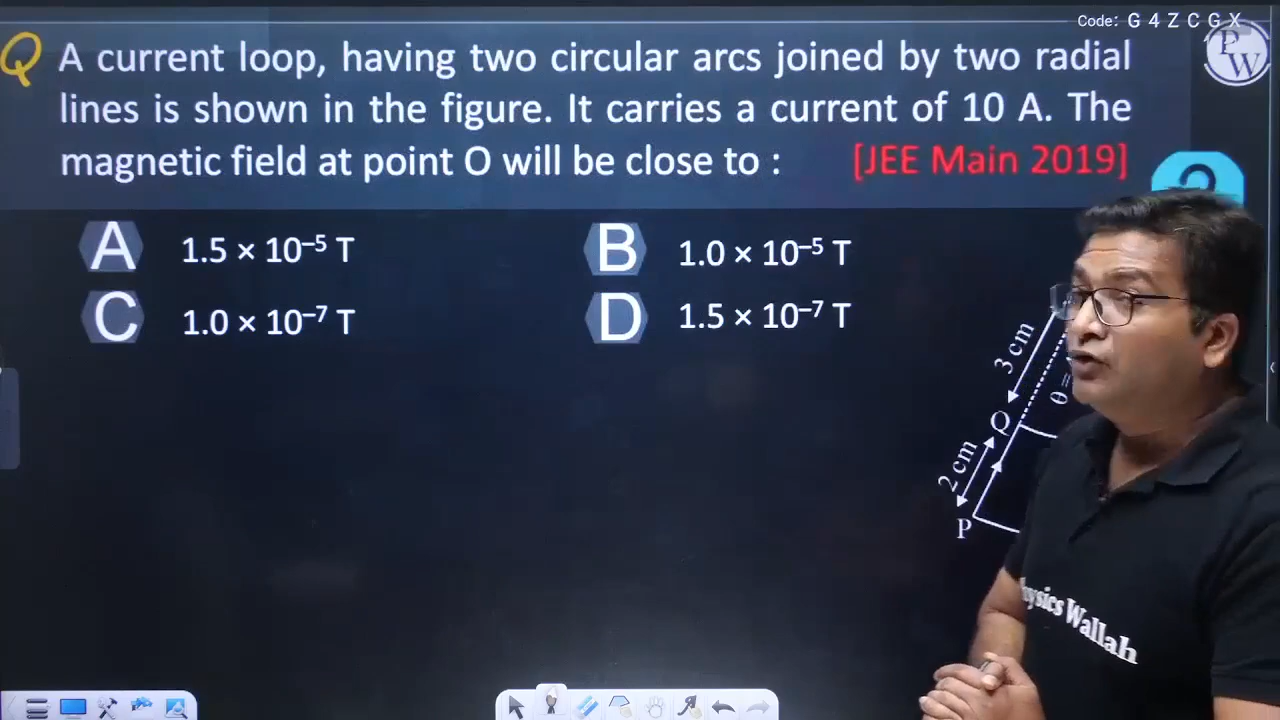 Code: G 4 Z C G X
P
W
Q A current loop, having two circular arcs joined by two radial
lines is shown in the figure. It carries a current of 10 A. The
magnetic field at point O will be close to : [JEE Main 2019]
A 1.5 × 10⁻⁵ T
B 1.0 × 10⁻⁵ T
C 1.0 × 10⁻⁷ T
D 1.5 × 10⁻⁷ T
3 cm
θ =
Q
2 cm
P
hysics Wallah